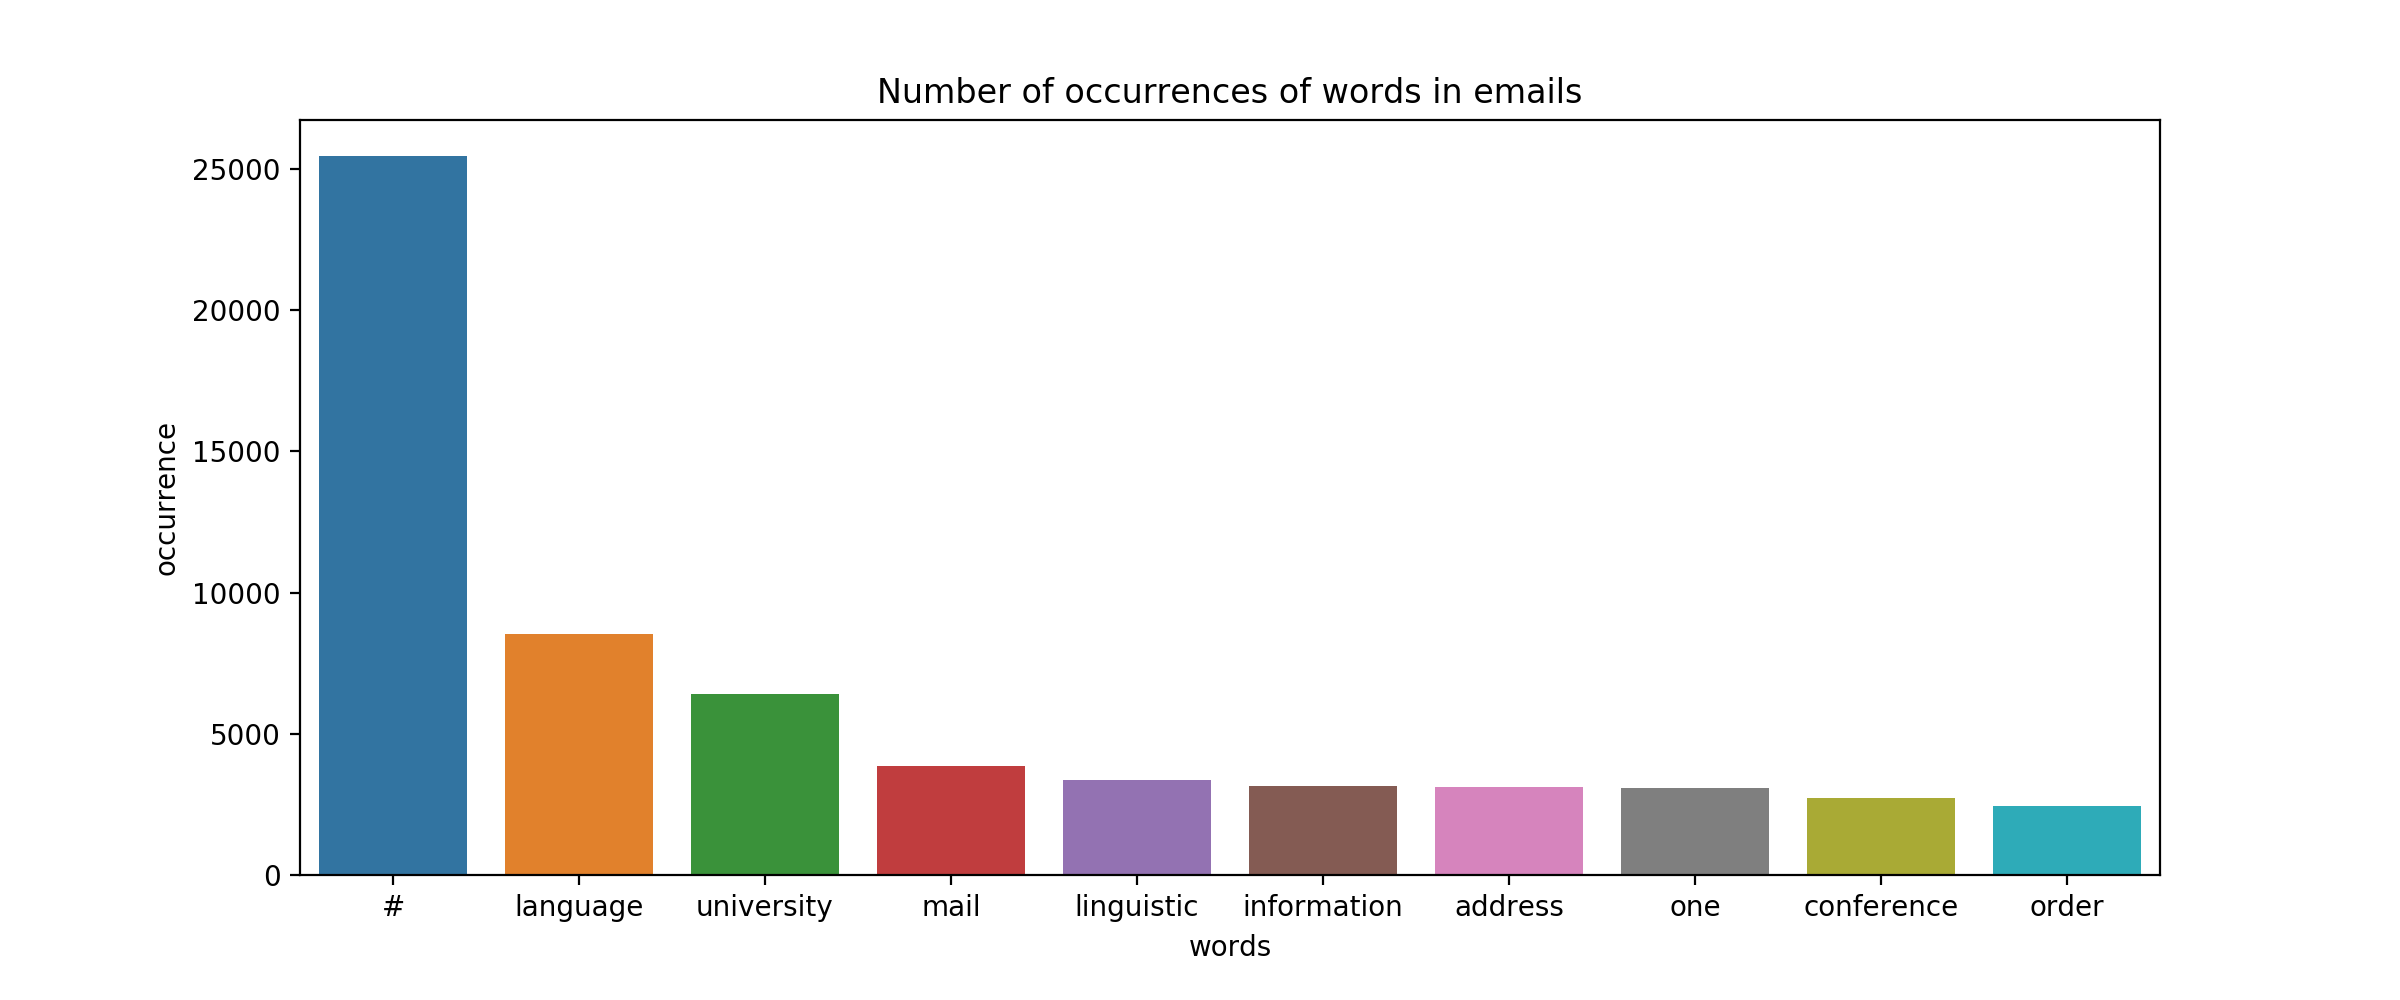 Number of occurrences of words in emails
25000
20000
15000
10000
5000
0
occurrence
# language university mail linguistic information address one conference order
words